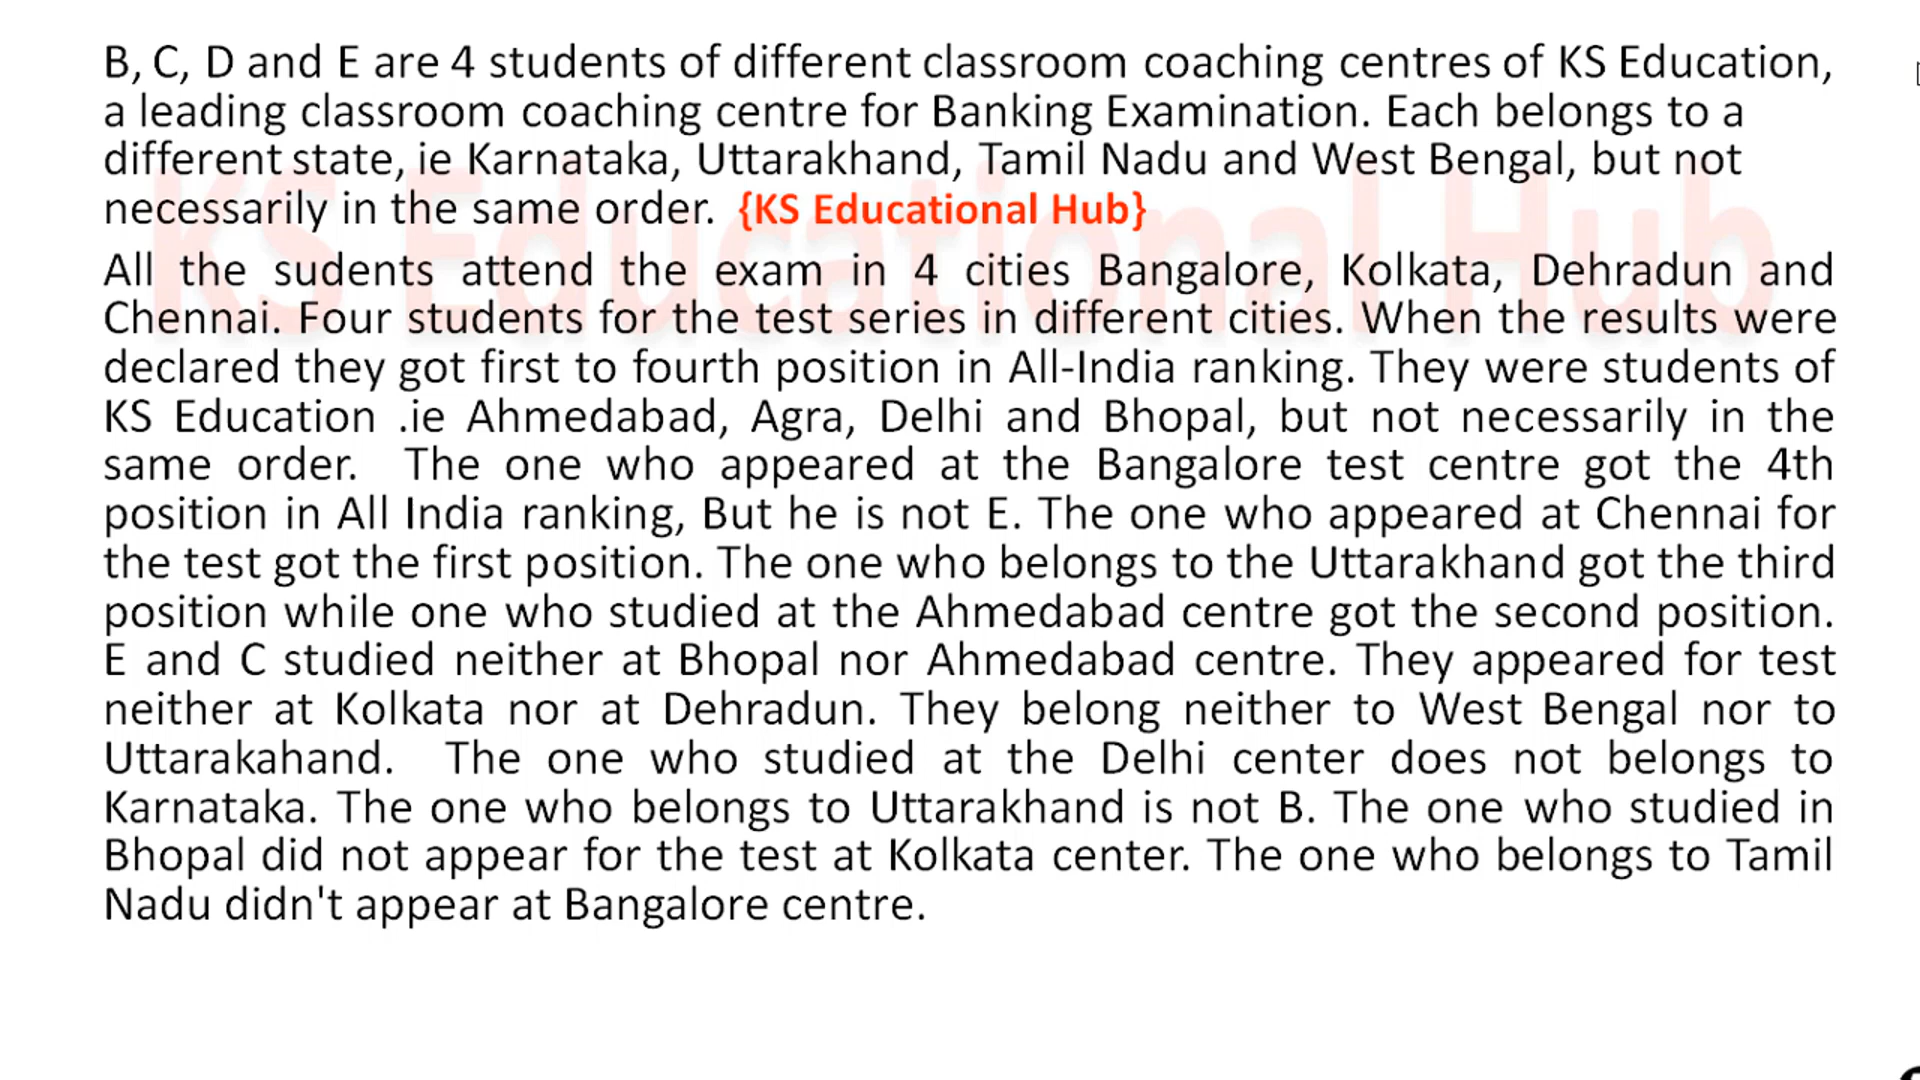 B, C, D and E are 4 students of different classroom coaching centres of KS Education,
a leading classroom coaching centre for Banking Examination. Each belongs to a
different state, ie Karnataka, Uttarakhand, Tamil Nadu and West Bengal, but not
necessarily in the same order. {KS Educational Hub}
KS Educational Hub
All the sudents attend the exam in 4 cities Bangalore, Kolkata, Dehradun and
Chennai. Four students for the test series in different cities. When the results were
declared they got first to fourth position in All-India ranking. They were students of
KS Education .ie Ahmedabad, Agra, Delhi and Bhopal, but not necessarily in the
same order. The one who appeared at the Bangalore test centre got the 4th
position in All India ranking, But he is not E. The one who appeared at Chennai for
the test got the first position. The one who belongs to the Uttarakhand got the third
position while one who studied at the Ahmedabad centre got the second position.
E and C studied neither at Bhopal nor Ahmedabad centre. They appeared for test
neither at Kolkata nor at Dehradun. They belong neither to West Bengal nor to
Uttarakahand. The one who studied at the Delhi center does not belongs to
Karnataka. The one who belongs to Uttarakhand is not B. The one who studied in
Bhopal did not appear for the test at Kolkata center. The one who belongs to Tamil
Nadu didn't appear at Bangalore centre.